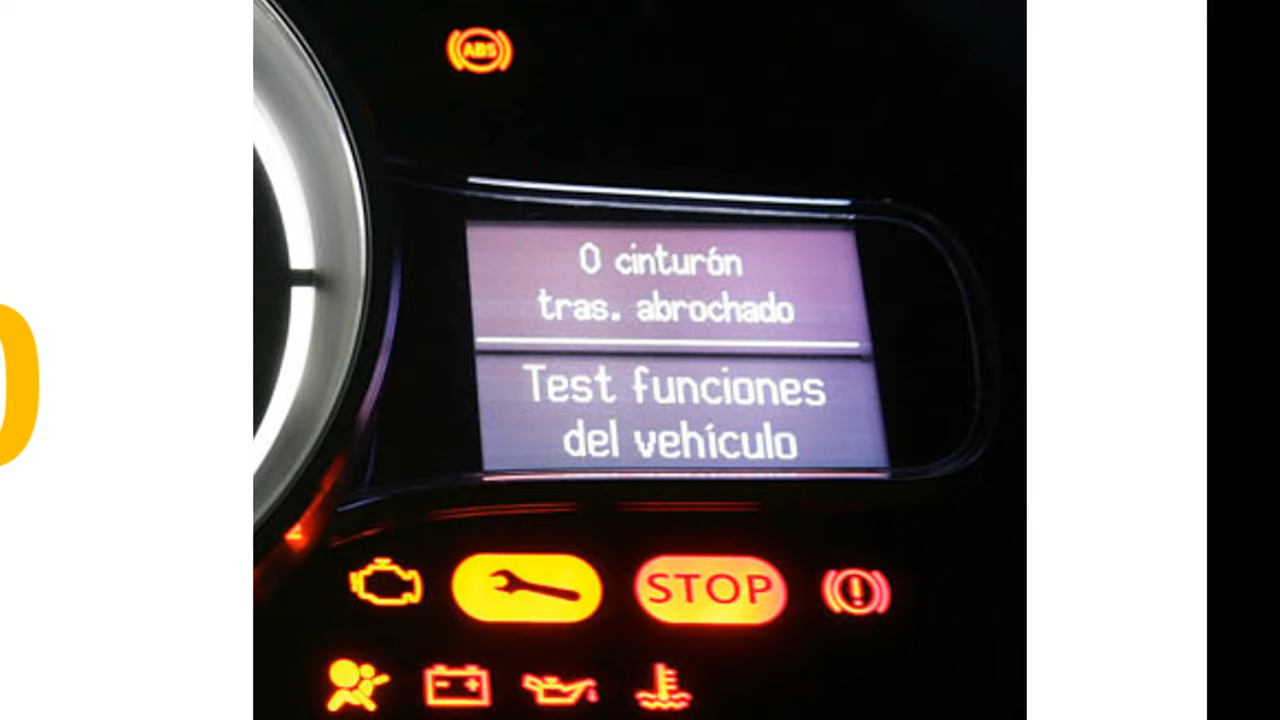 ABS
0 cinturón
tras. abrochado
Test funciones
del vehículo
STOP